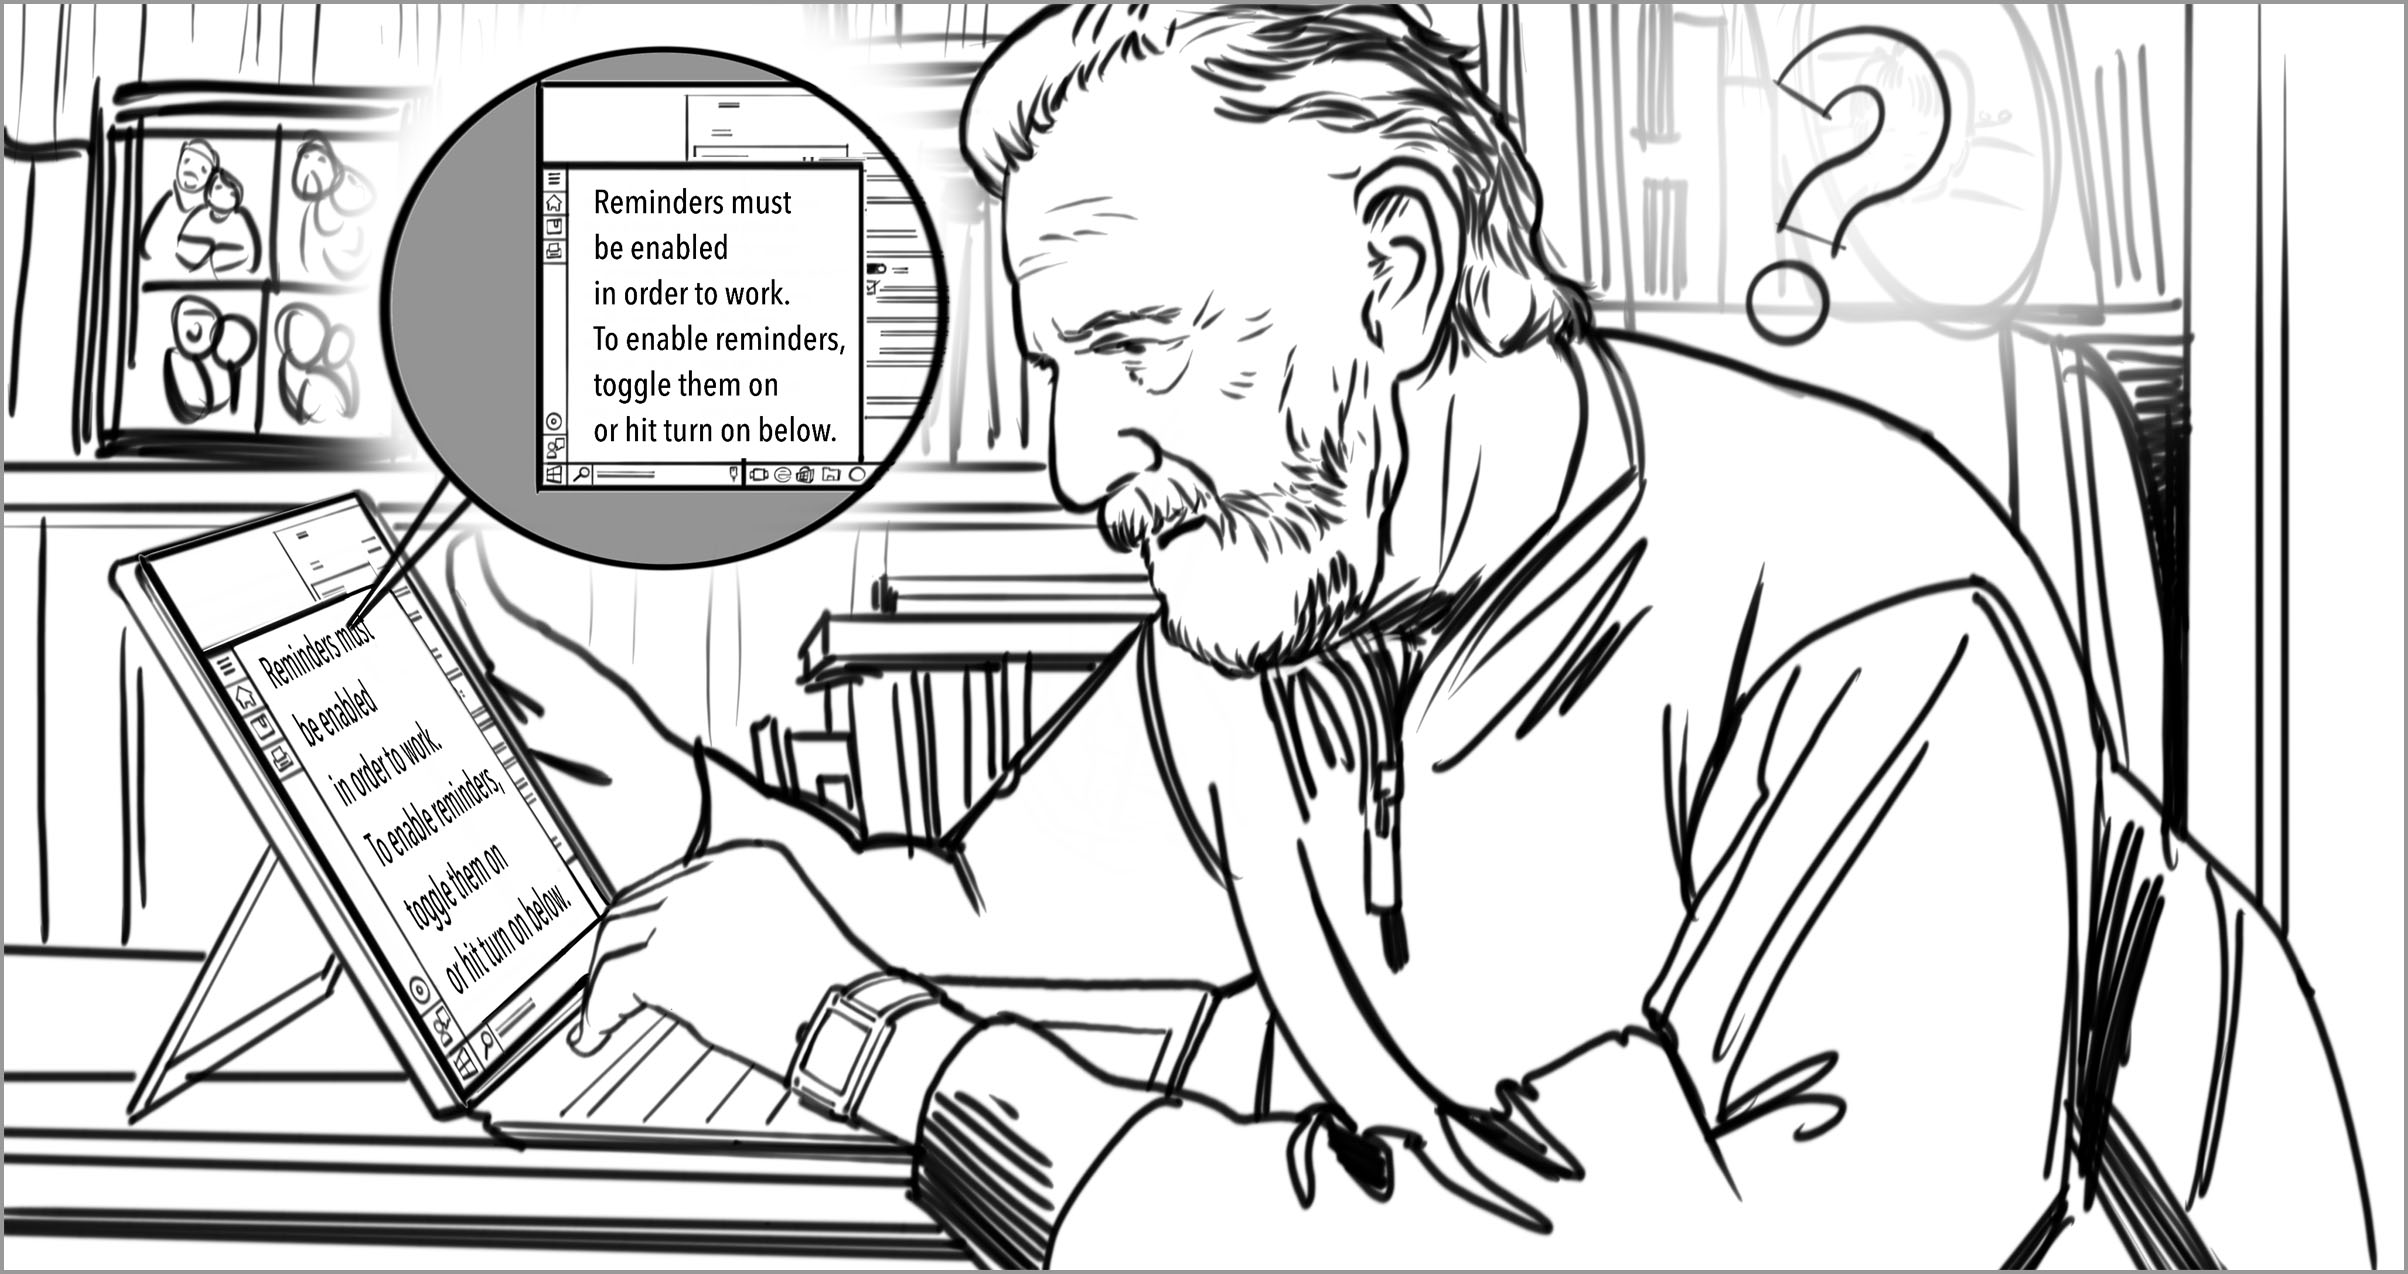 Reminders must
be enabled
in order to work.
To enable reminders,
toggle them on
or hit turn on below.
Reminders must
be enabled
in order to work.
To enable reminders,
toggle them on
or hit turn on below.
?